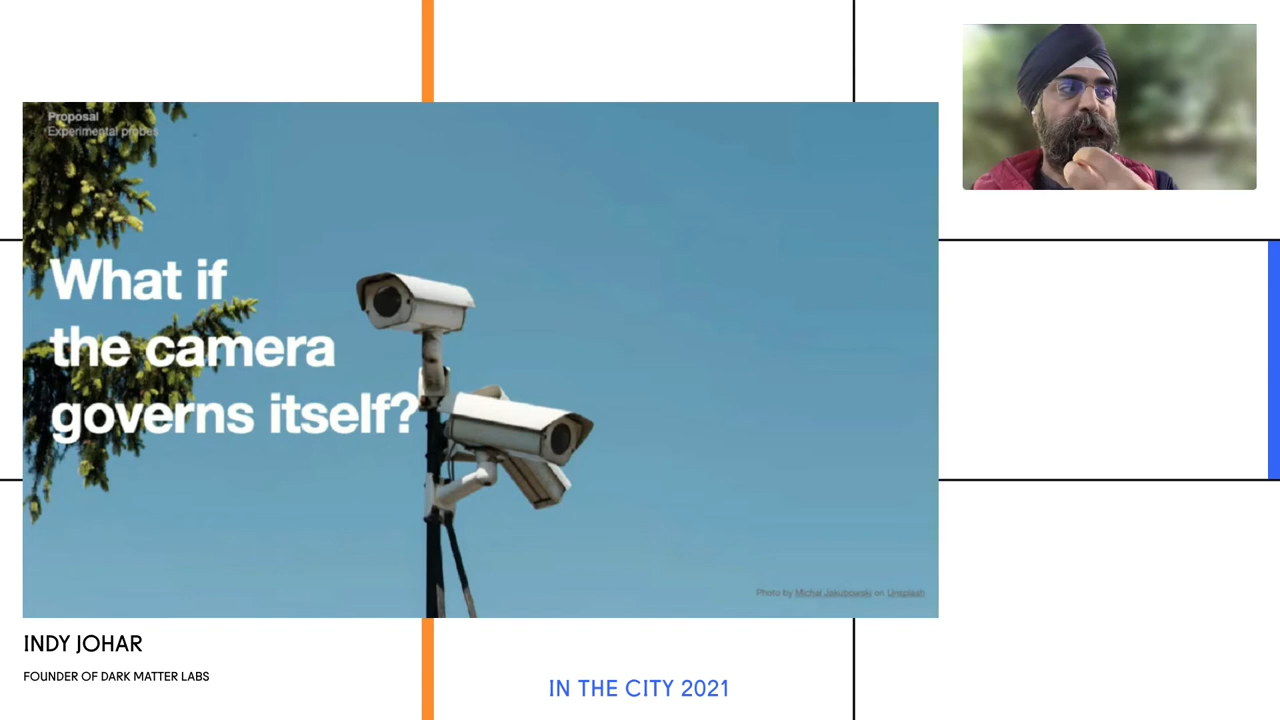 Proposal
Experimental probes
What if
the camera
governs itself?
Photo by Michal Jakubowski on Unsplash
INDY JOHAR
FOUNDER OF DARK MATTER LABS
IN THE CITY 2021